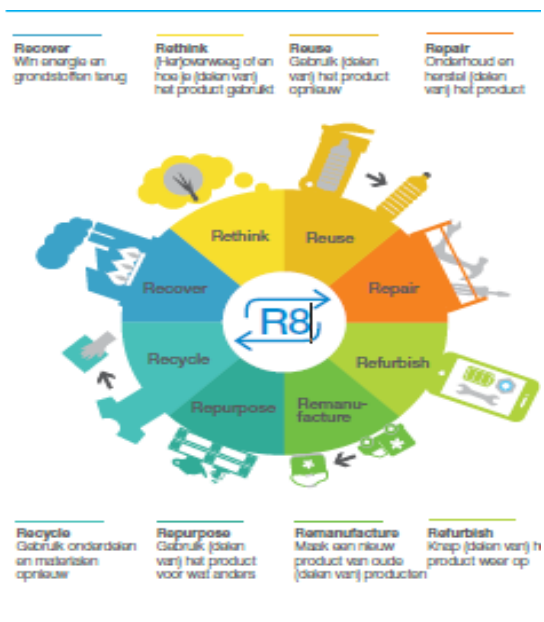 Recover
Win energie en
grondstoffen terug
Rethink
(Her)overweeg of en
hoe je (delen van)
het product gebruikt
Reuse
Gebruik (delen
van) het product
opnieuw
Repair
Onderhoud en
herstel (delen
van) het product
Rethink
Reuse
Recover
Repair
R8
Recycle
Refurbish
Repurpose
Remanu-
facture
Recycle
Gebruik onderdelen
en materialen
opnieuw
Repurpose
Gebruik (delen
van) het product
voor wat anders
Remanufacture
Maak een nieuw
product van oude
(delen van) producten
Refurbish
Knap (delen van) h
product weer op